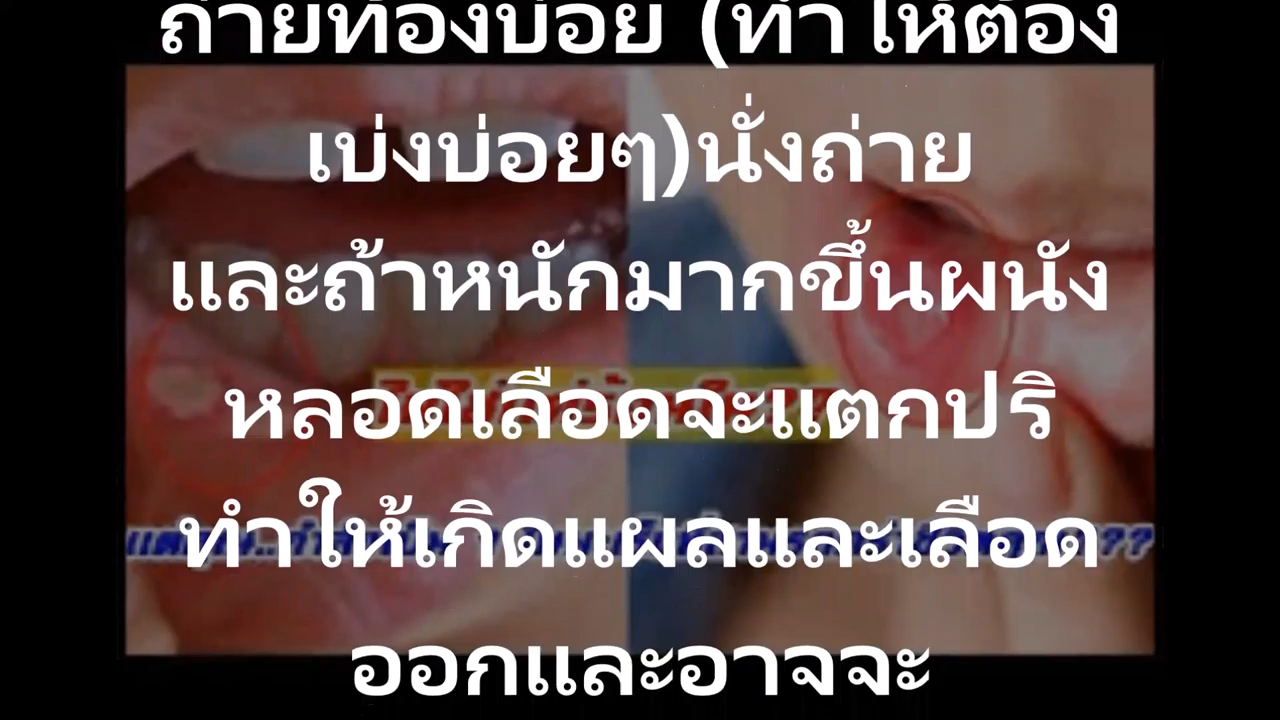 ถ่ายท้องบ่อย (ทำให้ต้อง
เบ่งบ่อยๆ)นั่งถ่าย
และถ้าหนักมากขึ้นผนัง
หลอดเลือดจะแตกปริ
ทำให้เกิดแผลและเลือด
ออกและอาจจะ